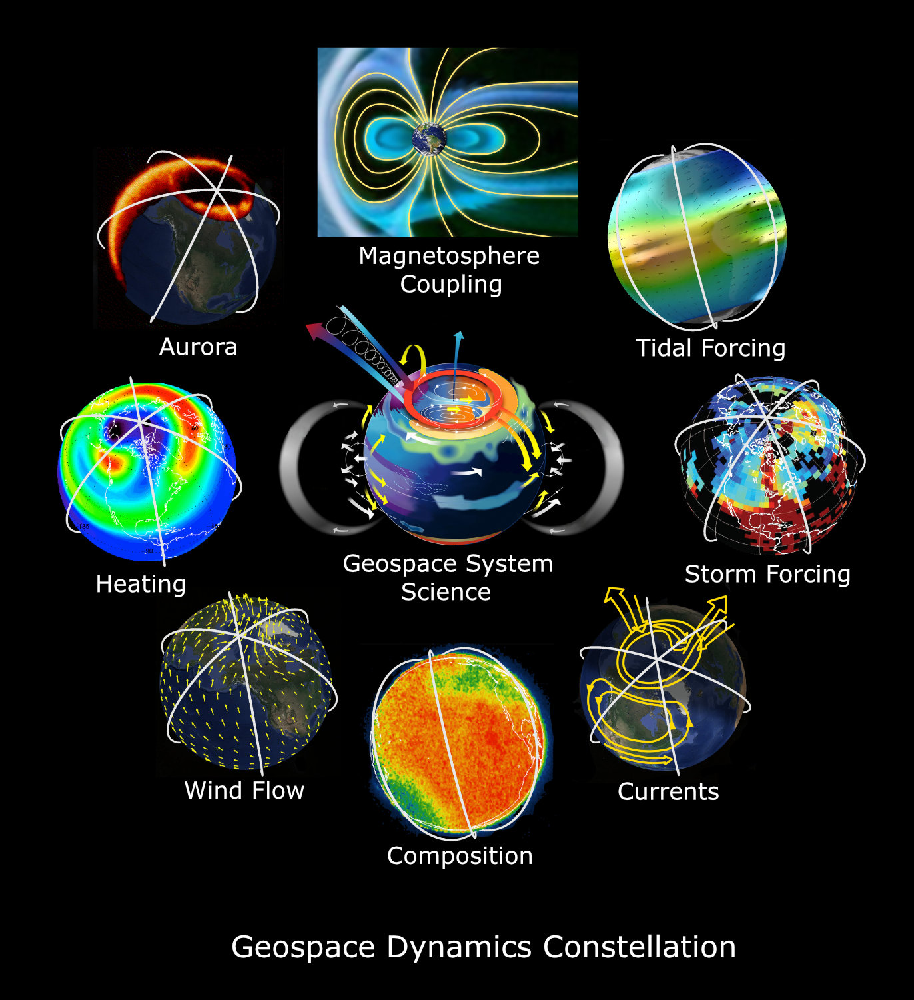 Magnetosphere
Coupling
Aurora
Tidal Forcing
Heating
Geospace System
Science
Storm Forcing
Wind Flow
Currents
Composition
Geospace Dynamics Constellation